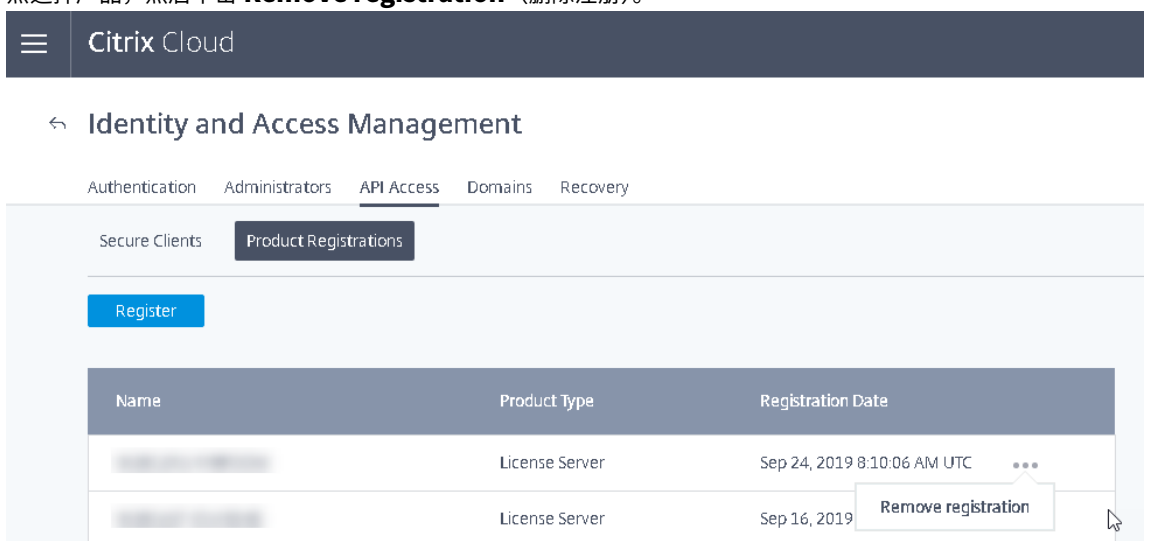 Remove registration
Citrix Cloud
Identity and Access Management
Authentication Administrators API Access Domains Recovery
Secure Clients Product Registrations
Register
Name Product Type Registration Date
License Server Sep 24, 2019 8:10:06 AM UTC
Remove registration
License Server Sep 16, 2019